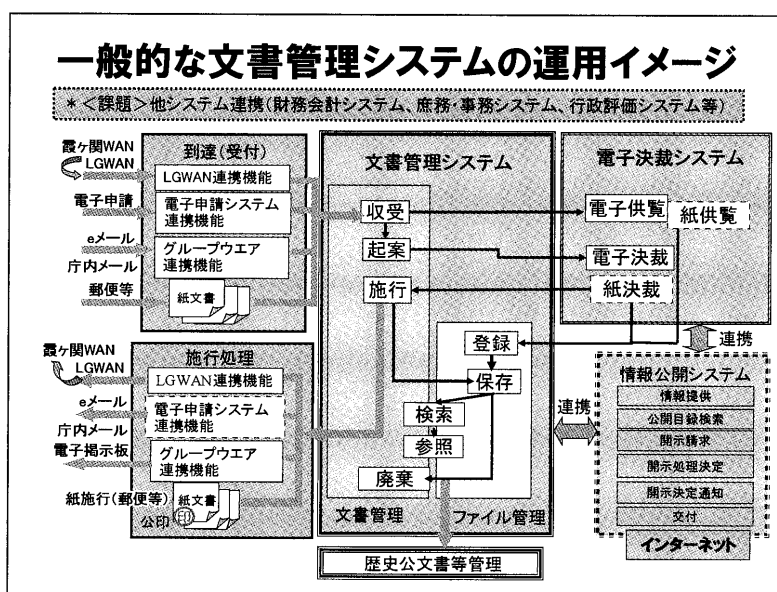 一般的な文書管理システムの運用イメージ
*<課題>他システム連携(財務会計システム、庶務・事務システム、行政評価システム等)
霞ヶ関WAN
LGWAN
電子申請
eメール
庁内メール
郵便等
到達(受付)
LGWAN連携機能
電子申請システム
連携機能
グループウエア
連携機能
紙文書
霞ヶ関WAN
LGWAN
eメール
庁内メール
電子掲示板
紙施行(郵便等)
施行処理
LGWAN連携機能
電子申請システム
連携機能
グループウエア
連携機能
紙文書
公印
印
文書管理システム
収受
起案
施行
登録
保存
検索
参照
廃棄
文書管理
ファイル管理
歴史公文書等管理
電子決裁システム
電子供覧
紙供覧
電子決裁
紙決裁
連携
連携
情報公開システム
情報提供
公開目録検索
開示請求
開示処理決定
開示決定通知
交付
インターネット